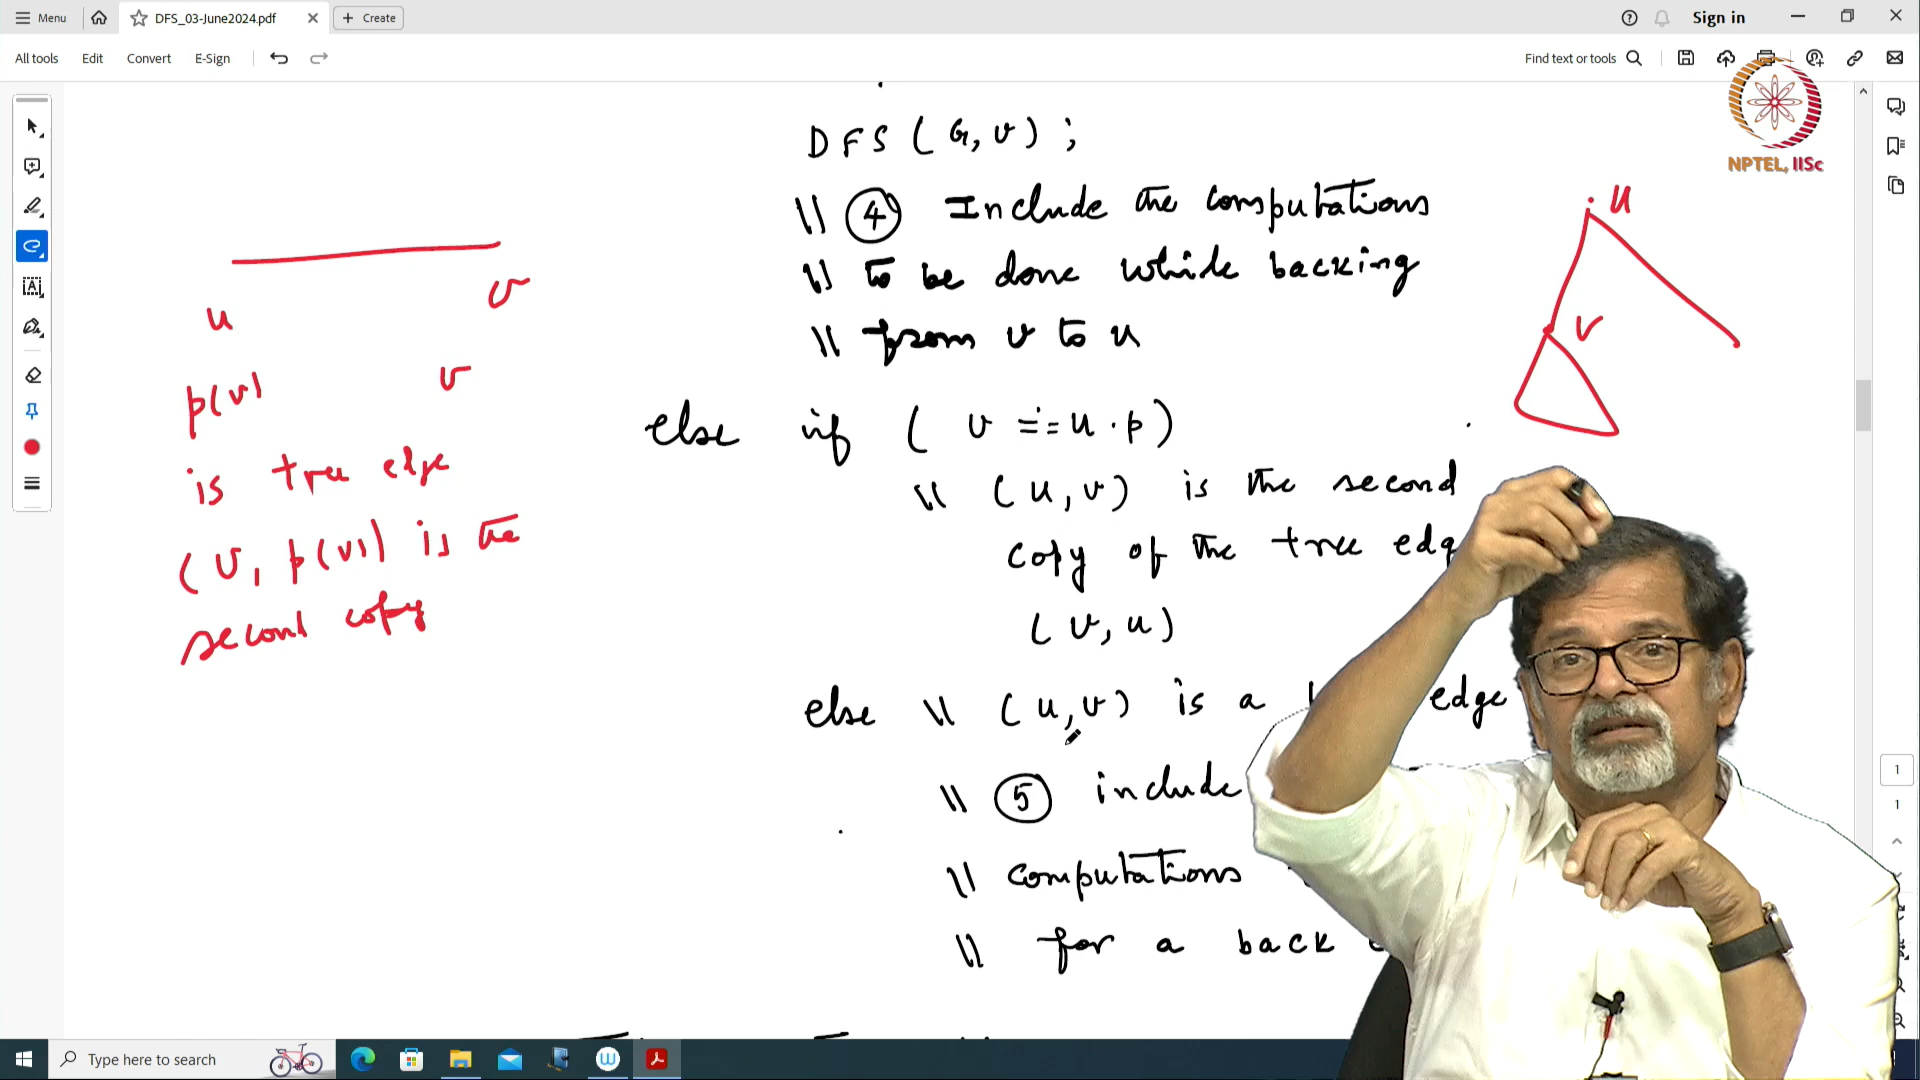 Menu
DFS_03-June2024.pdf
Create
Sign in
All tools
Edit
Convert
E-Sign
Find text or tools
NPTEL, IISc
DFS ( G, v ) ;
\\ 4 Include the computations
\\ to be done while backing
\\ from v to u
else if ( v == u . p )
\\ ( u, v ) is the second
copy of the tree
( v, u )
else \\ ( u, v ) is a edge
\\ 5 include
\\ computations
\\ for a back
u v
p(v) v
is tree edge
( v, p(v) ) is the
second copy
u
v
1
1
Type here to search